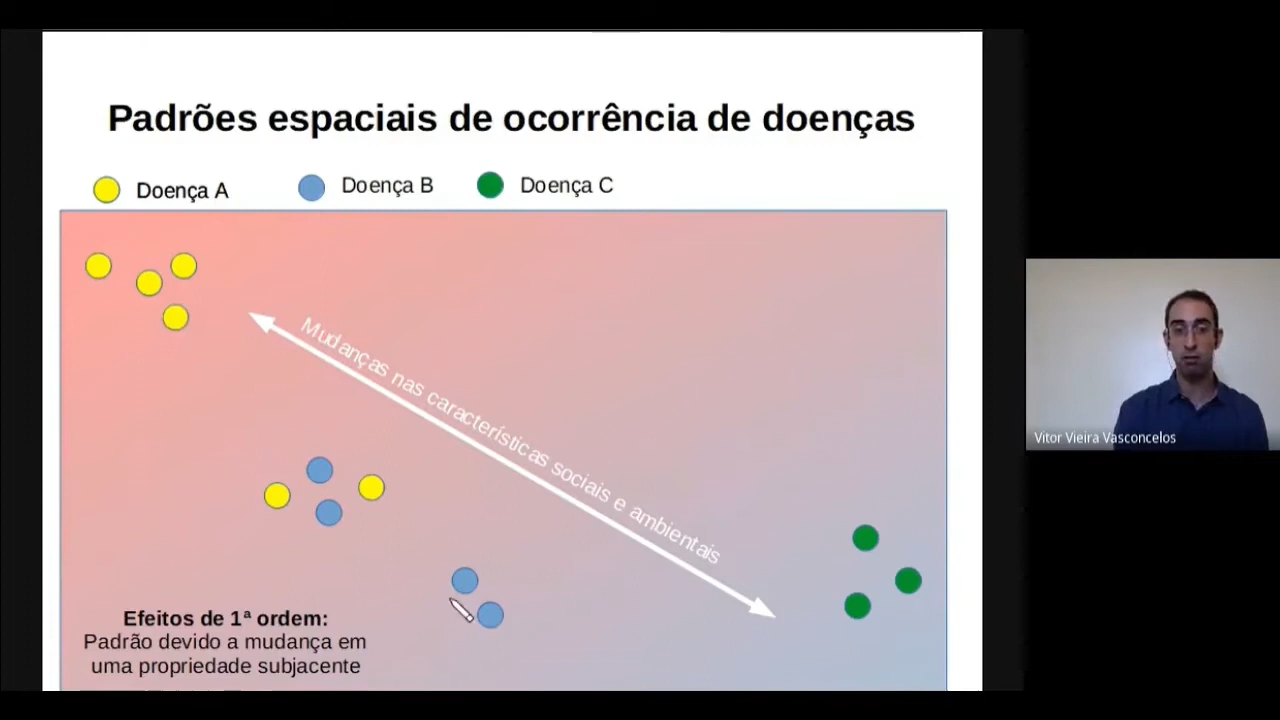 Padrões espaciais de ocorrência de doenças
Doença A
Doença B
Doença C
Mudanças nas características sociais e ambientais
Efeitos de 1ª ordem:
Padrão devido a mudança em
uma propriedade subjacente
Vitor Vieira Vasconcelos